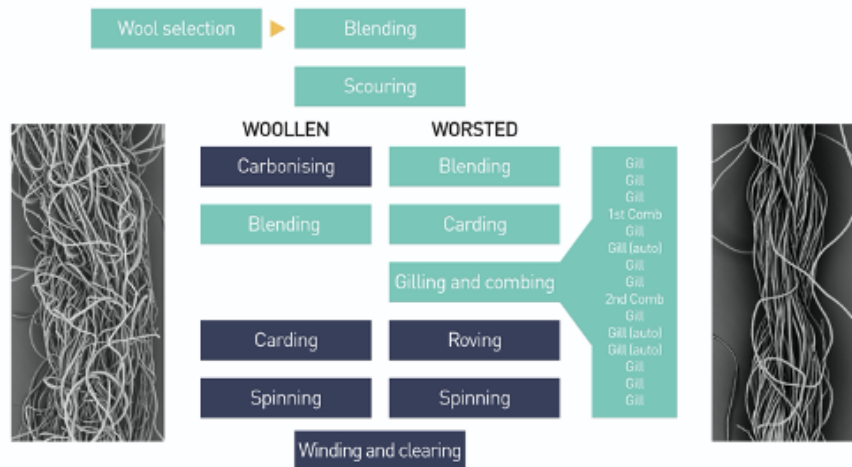 Wool selection
Blending
Scouring
WOOLLEN
WORSTED
Carbonising
Blending
Blending
Carding
Gilling and combing
Carding
Roving
Spinning
Spinning
Winding and clearing
Gill
Gill
Gill
1st Comb
Gill
Gill (auto)
Gill
Gill
2nd Comb
Gill
Gill (auto)
Gill (auto)
Gill
Gill
Gill